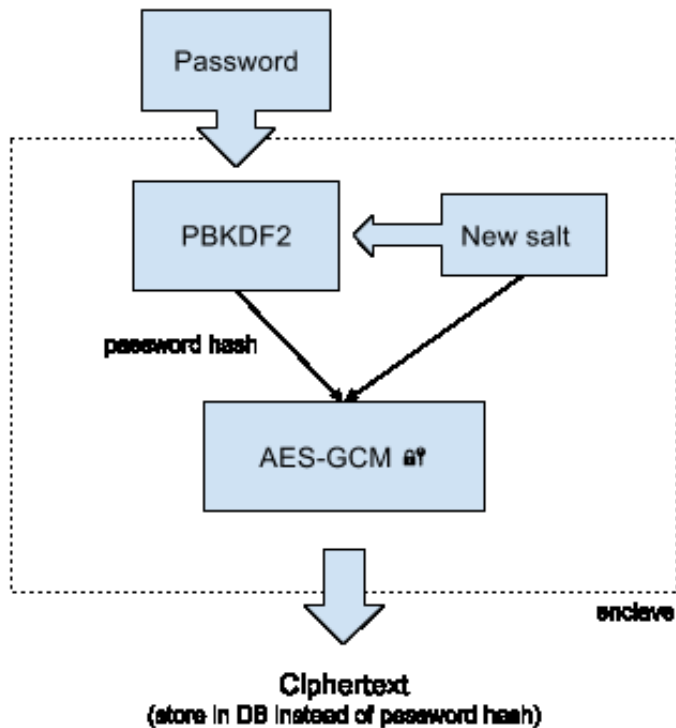 Password
PBKDF2
New salt
password hash
AES-GCM
enclave
Ciphertext
(store in DB instead of password hash)